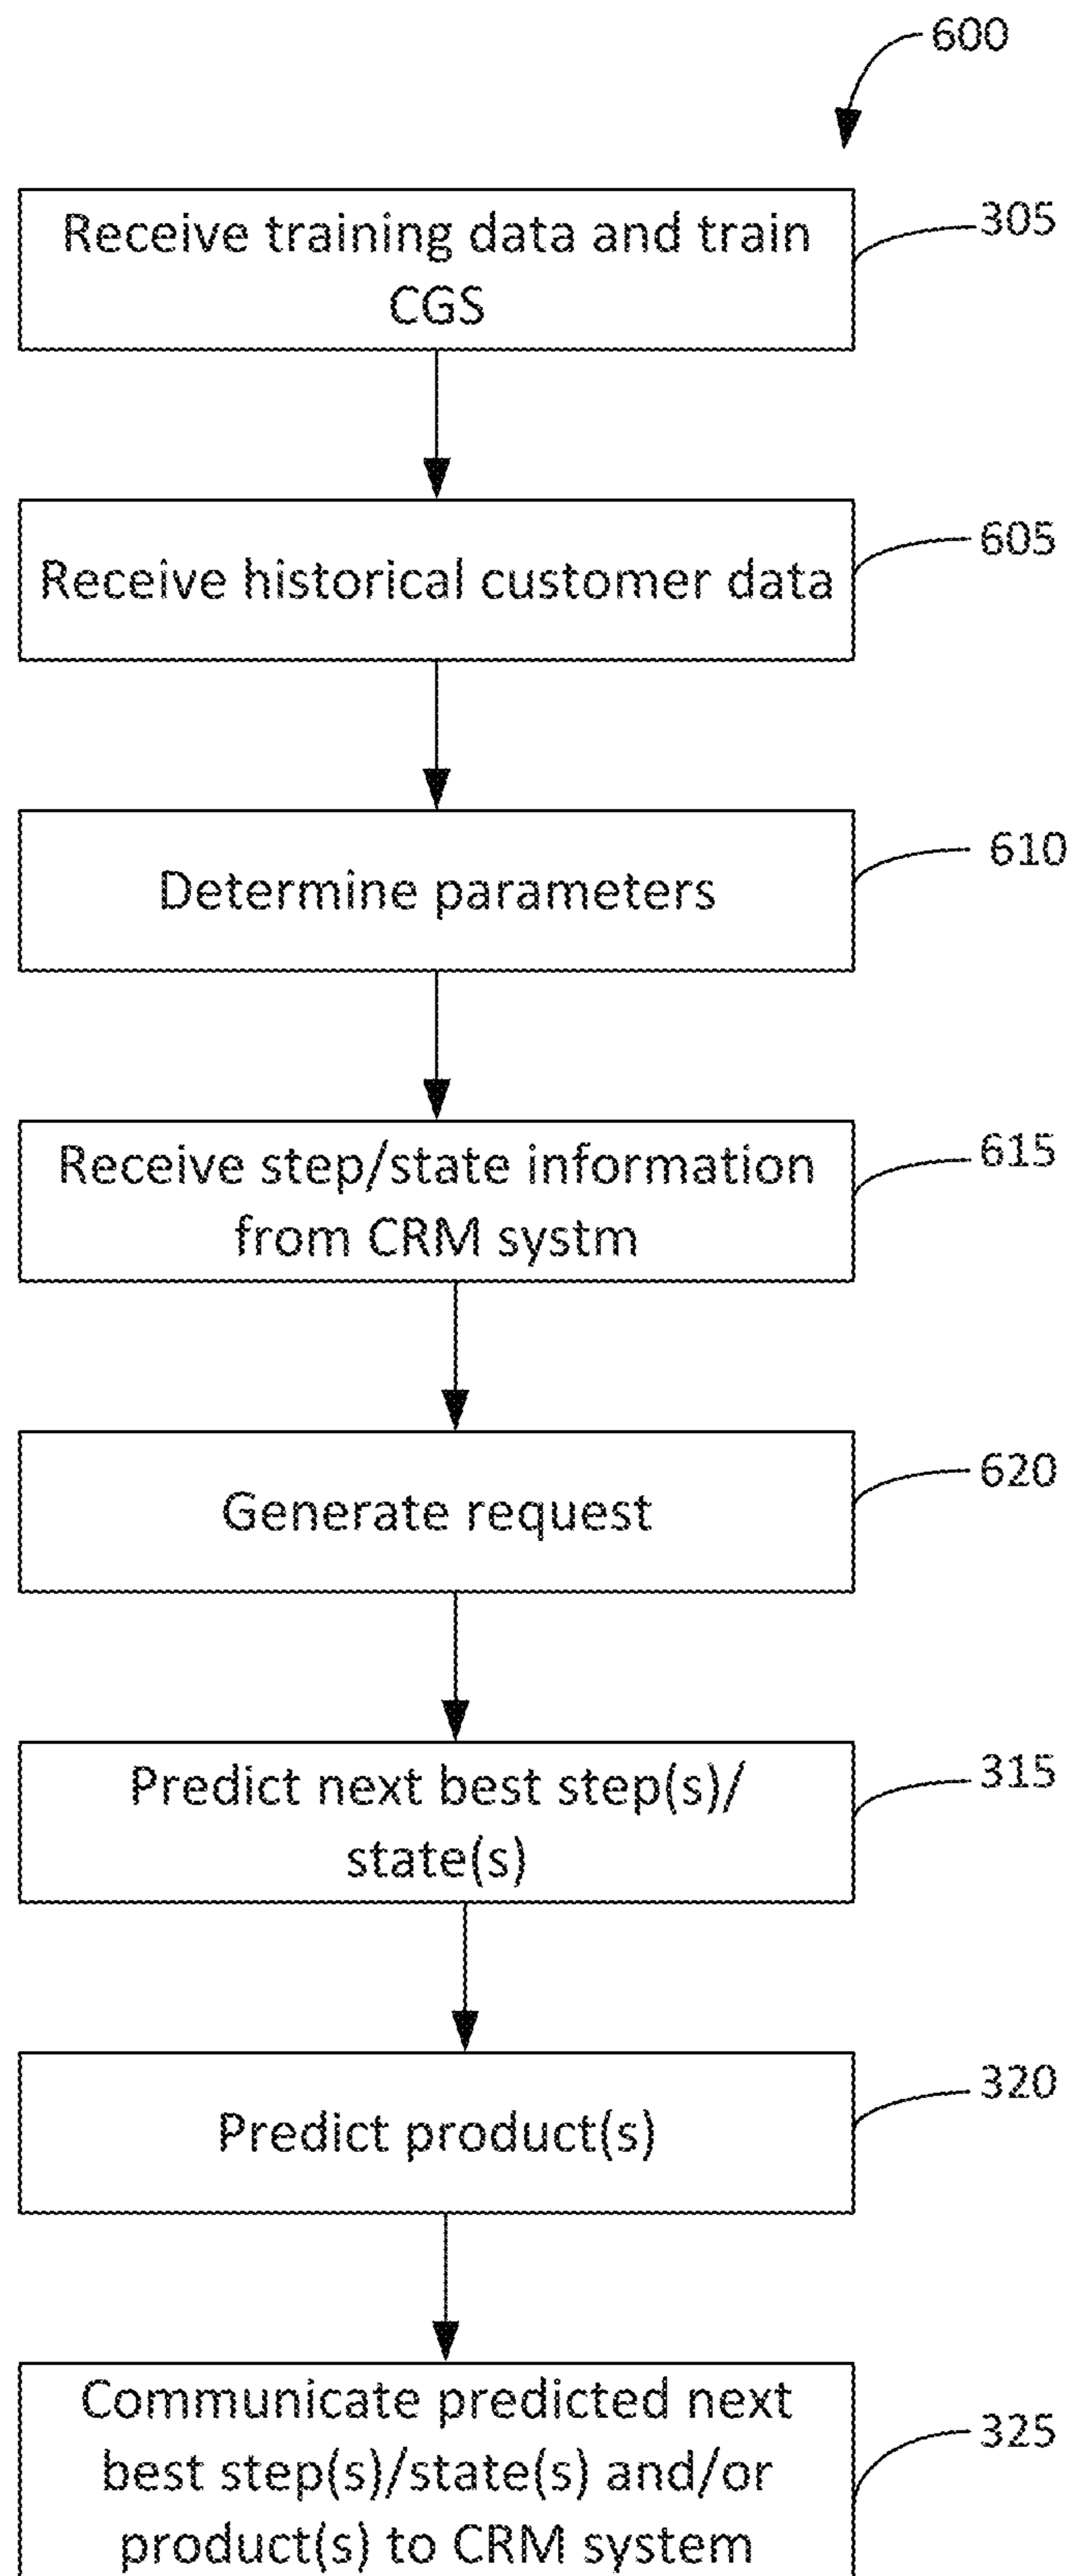 600
Receive training data and train
CGS
305
Receive historical customer data
605
Determine parameters
610
Receive step/state information
from CRM systm
615
Generate request
620
Predict next best step(s)/
state(s)
315
Predict product(s)
320
Communicate predicted next
best step(s)/state(s) and/or
product(s) to CRM system
325